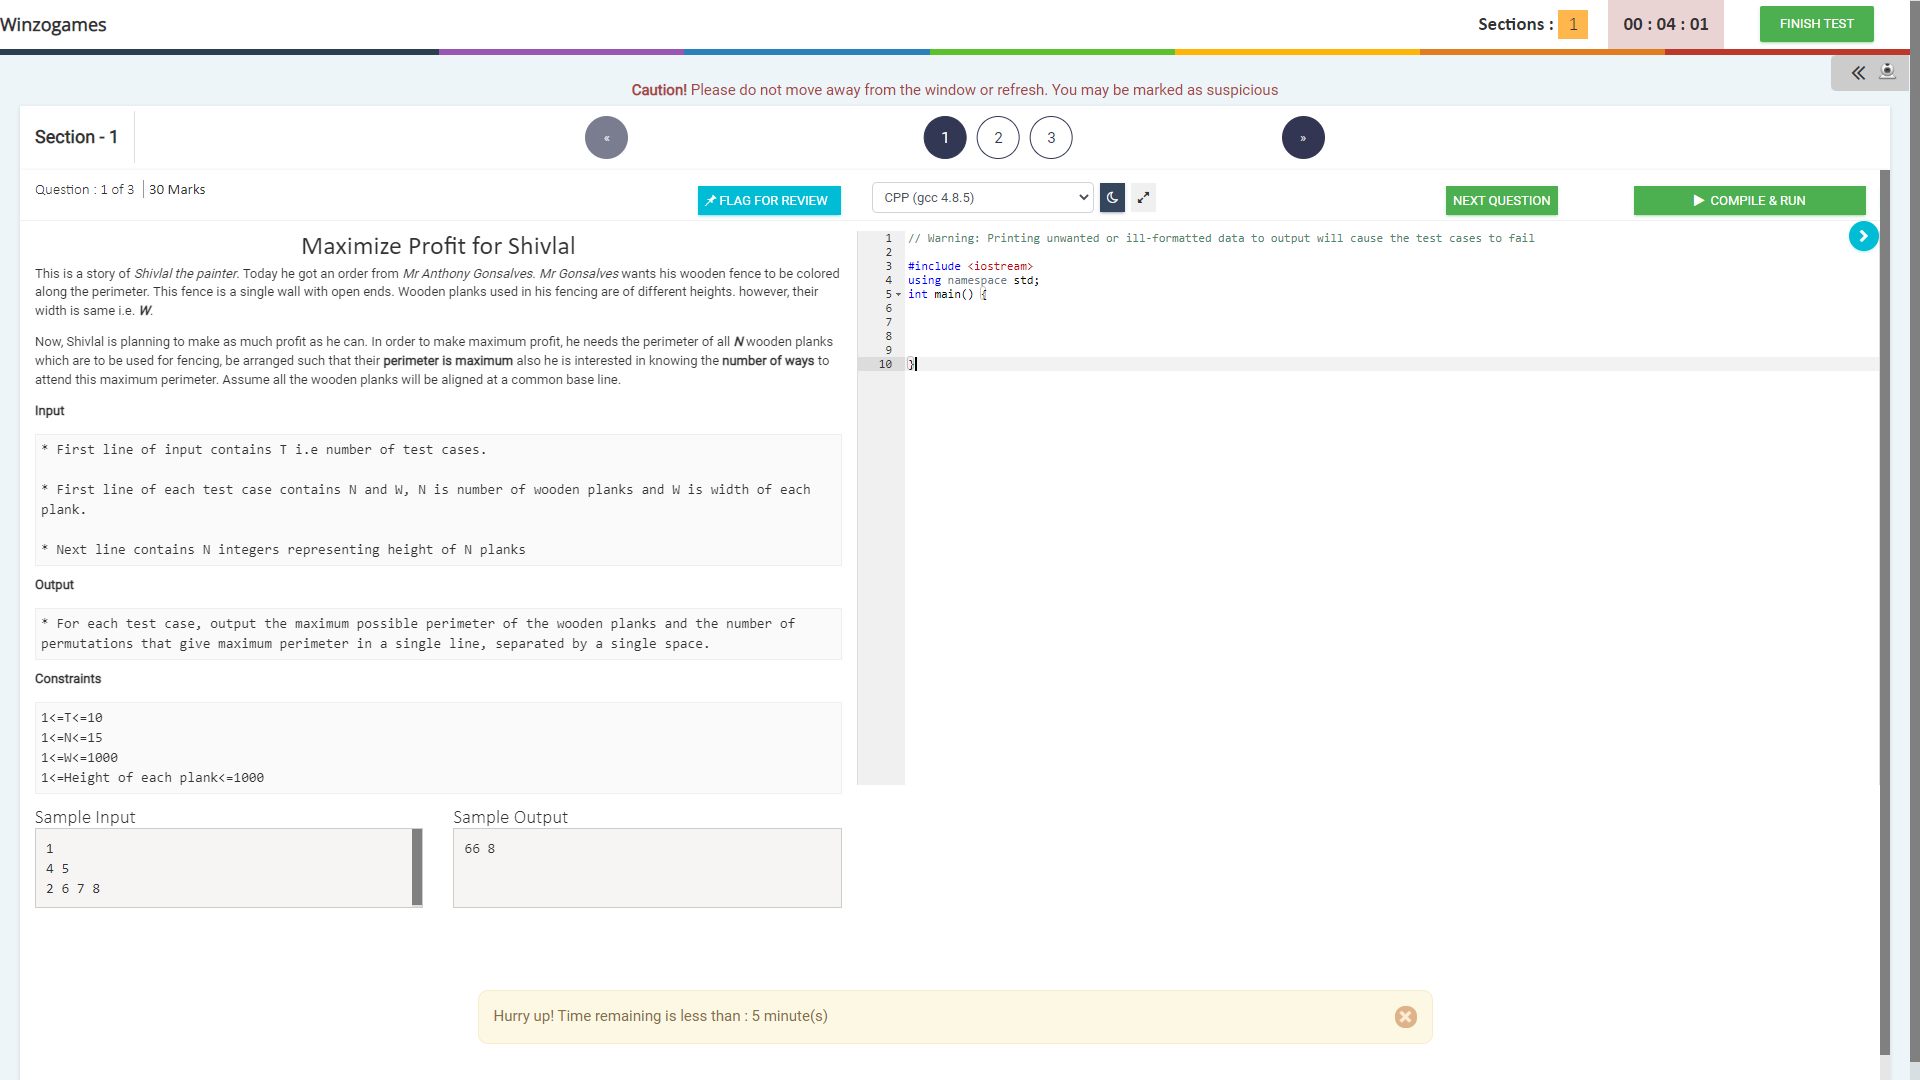 Winzogames
Sections : 1
00 : 04 : 01
FINISH TEST
Caution! Please do not move away from the window or refresh. You may be marked as suspicious
Section - 1
«
1
2
3
»
Question : 1 of 3
30 Marks
FLAG FOR REVIEW
CPP (gcc 4.8.5)
NEXT QUESTION
COMPILE & RUN
Maximize Profit for Shivlal
This is a story of Shivlal the painter. Today he got an order from Mr Anthony Gonsalves. Mr Gonsalves wants his wooden fence to be colored
along the perimeter. This fence is a single wall with open ends. Wooden planks used in his fencing are of different heights. however, their
width is same i.e. W.
Now, Shivlal is planning to make as much profit as he can. In order to make maximum profit, he needs the perimeter of all N wooden planks
which are to be used for fencing, be arranged such that their perimeter is maximum also he is interested in knowing the number of ways to
attend this maximum perimeter. Assume all the wooden planks will be aligned at a common base line.
Input
* First line of input contains T i.e number of test cases.
* First line of each test case contains N and W, N is number of wooden planks and W is width of each
plank.
* Next line contains N integers representing height of N planks
Output
* For each test case, output the maximum possible perimeter of the wooden planks and the number of
permutations that give maximum perimeter in a single line, separated by a single space.
Constraints
1<=T<=10
1<=N<=15
1<=W<=1000
1<=Height of each plank<=1000
Sample Input
1
4 5
2 6 7 8
Sample Output
66 8
1 // Warning: Printing unwanted or ill-formatted data to output will cause the test cases to fail
2
3 #include <iostream>
4 using namespace std;
5 int main() {
6
7
8
9
10 }
Hurry up! Time remaining is less than : 5 minute(s)